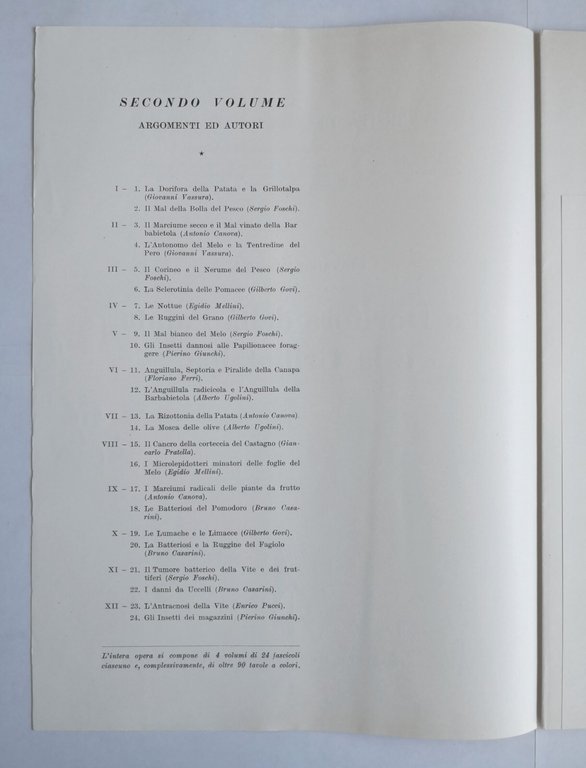 SECONDO VOLUME
ARGOMENTI ED AUTORI
★
I – 1. La Dorifora della Patata e la Grillotalpa
(Giovanni Vassura).
2. Il Mal della Bolla del Pesco (Sergio Foschi).
II – 3. Il Marciume secco e il Mal vinato della Bar
babietola (Antonio Canova).
4. L'Antonomo del Melo e la Tentredine del
Pero (Giovanni Vassura).
III – 5. Il Corineo e il Nerume del Pesco (Sergio
Foschi).
6. La Sclerotinia delle Pomacee (Gilberto Govi).
IV – 7. Le Nottue (Egidio Mellini).
8. Le Ruggini del Grano (Gilberto Govi).
V – 9. Il Mal bianco del Melo (Sergio Foschi).
10. Gli Insetti dannosi alle Papilionacee forag-
gere (Pierino Giunchi).
VI – 11. Anguillula, Septoria e Piralide della Canapa
(Floriano Ferri).
12. L'Anguillula radicicola e l'Anguillula della
Barbabietola (Alberto Ugolini).
VII – 13. La Rizottonia della Patata (Antonio Canova)
14. La Mosca delle olive (Alberto Ugolini).
VIII – 15. Il Cancro della corteccia del Castagno (Gian-
carlo Pratella).
16. I Microlepidotteri minatori delle foglie del
Melo (Egidio Mellini).
IX – 17. I Marciumi radicali delle piante da frutto
(Antonio Canova).
18. Le Batteriosi del Pomodoro (Bruno Casa-
rini).
X – 19. Le Lumache e le Limacce (Gilberto Govi).
20. La Batteriosi e la Ruggine del Fagiolo
(Bruno Casarini).
XI – 21. Il Tumore batterico della Vite e dei frut-
tiferi (Sergio Foschi).
22. I danni da Uccelli (Bruno Casarini).
XII – 23. L'Antracnosi della Vite (Enrico Pucci).
24. Gli Insetti dei magazzini (Pierino Giunchi).
L'intera opera si compone di 4 volumi di 24 fascicoli
ciascuno e, complessivamente, di oltre 90 tavole a colori.